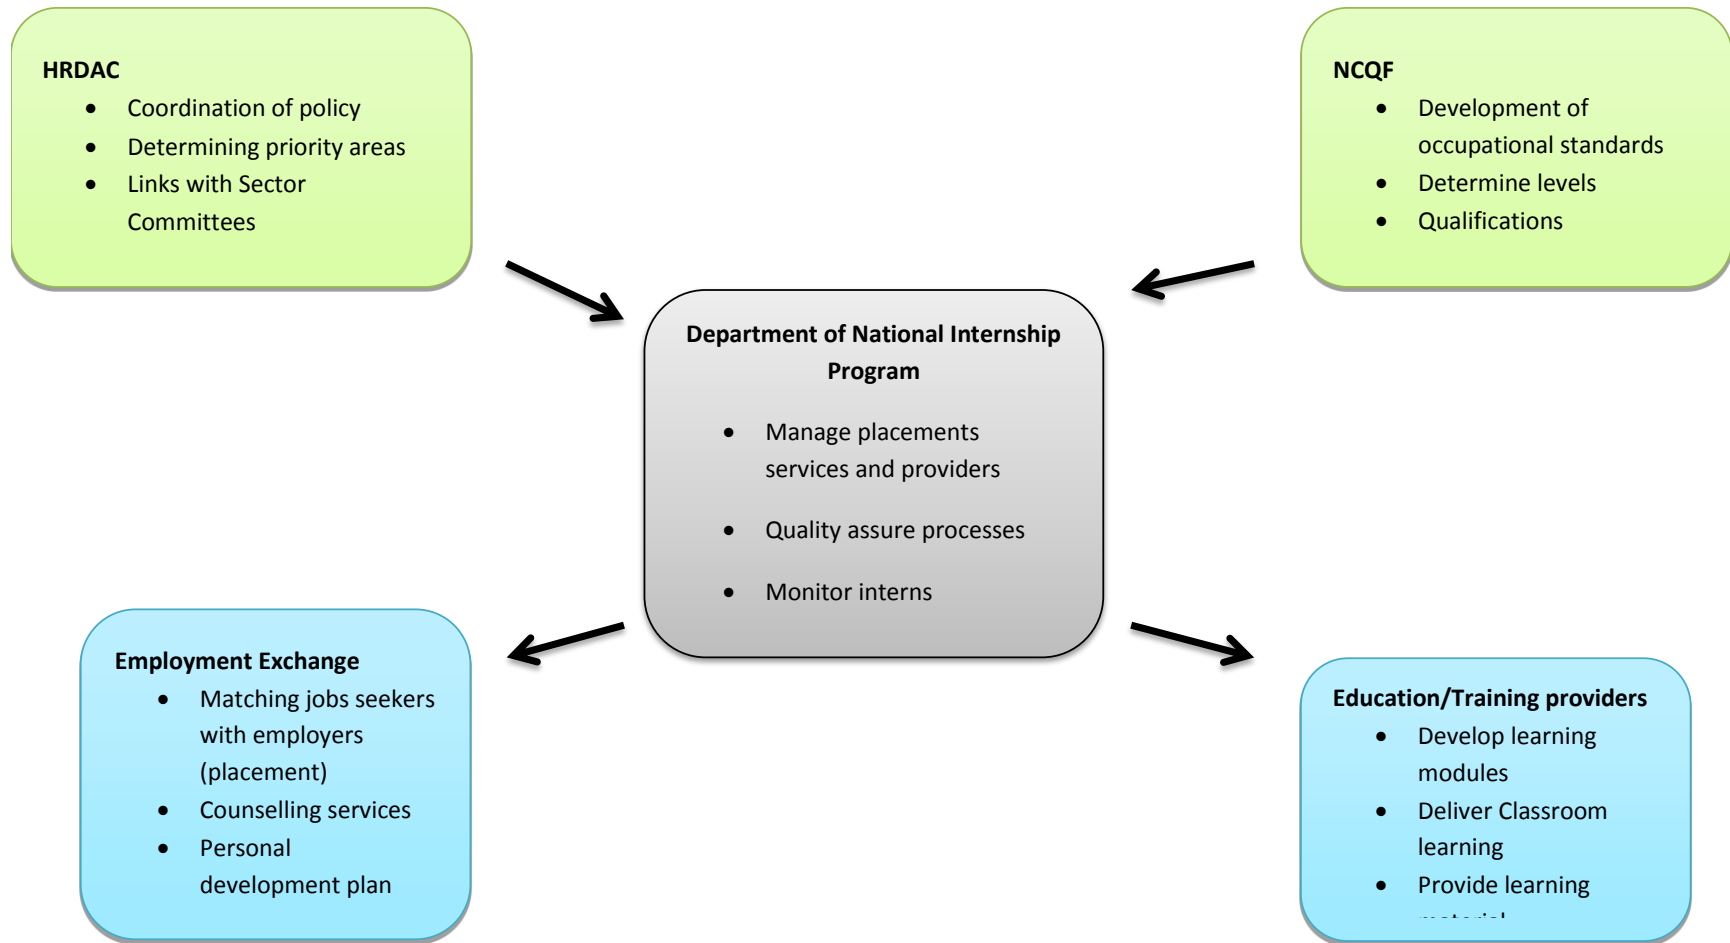 HRDAC
• Coordination of policy
• Determining priority areas
• Links with Sector
Committees
NCQF
• Development of
occupational standards
• Determine levels
• Qualifications
Department of National Internship
Program
• Manage placements
services and providers
• Quality assure processes
• Monitor interns
Employment Exchange
• Matching jobs seekers
with employers
(placement)
• Counselling services
• Personal
development plan
Education/Training providers
• Develop learning
modules
• Deliver Classroom
learning
• Provide learning
material